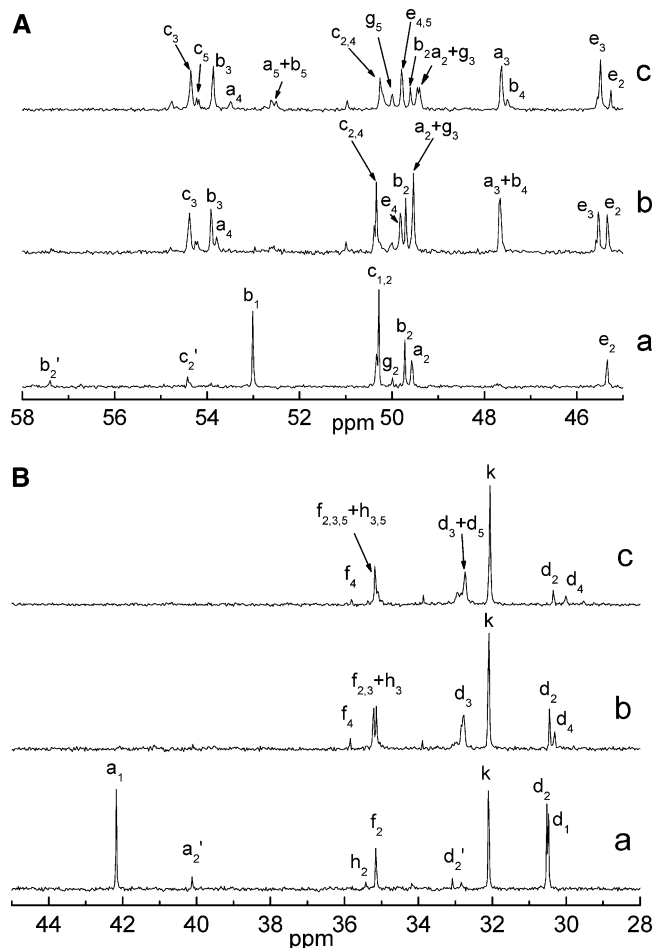 A
c₃ c₅ b₃ a₄ a₅+b₅ c₂,₄ g₅ e₄,₅ b₂ a₂+g₃ a₃ b₄ e₃ e₂ c
c₃ b₃ a₄ c₂,₄ e₄ b₂ a₂+g₃ a₃+b₄ e₃ e₂ b
b₂' c₂' b₁ c₁,₂ g₂ b₂ a₂ e₂ a
58 56 54 52 50 48 46
ppm
B
f₄ f₂,₃,₅+h₃,₅ d₃+d₅ k d₂ d₄ c
f₄ f₂,₃+h₃ d₃ k d₂ d₄ b
a₁ a₂' h₂ f₂ d₂' k d₂ d₁ a
44 42 40 38 36 34 32 30 28
ppm